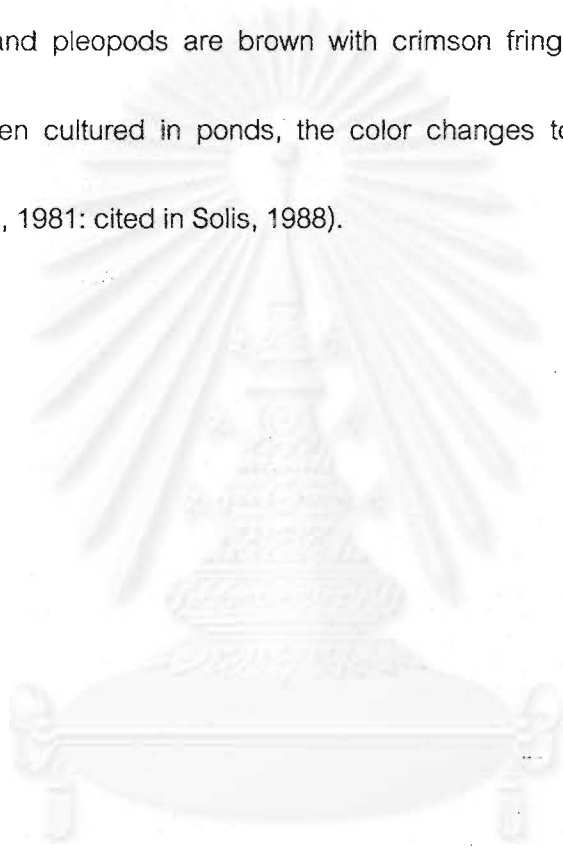 and pleopods are brown with crimson fring
en cultured in ponds, the color changes to
, 1981: cited in Solis, 1988).